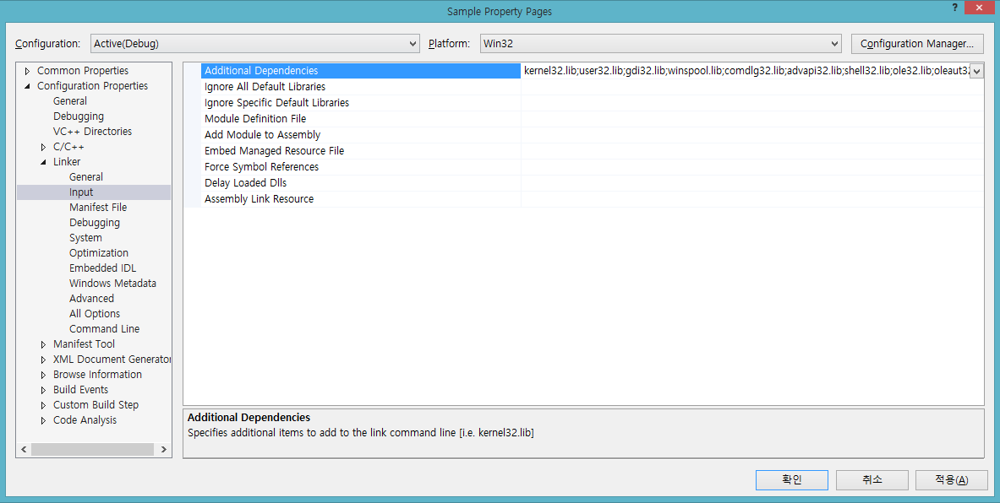 Sample Property Pages
?
Configuration: Active(Debug) Platform: Win32 Configuration Manager...
Common Properties
Configuration Properties
General
Debugging
VC++ Directories
C/C++
Linker
General
Input
Manifest File
Debugging
System
Optimization
Embedded IDL
Windows Metadata
Advanced
All Options
Command Line
Manifest Tool
XML Document Generator
Browse Information
Build Events
Custom Build Step
Code Analysis
Additional Dependencies kernel32.lib;user32.lib;gdi32.lib;winspool.lib;comdlg32.lib;advapi32.lib;shell32.lib;ole32.lib;oleaut32
Ignore All Default Libraries
Ignore Specific Default Libraries
Module Definition File
Add Module to Assembly
Embed Managed Resource File
Force Symbol References
Delay Loaded Dlls
Assembly Link Resource
Additional Dependencies
Specifies additional items to add to the link command line [i.e. kernel32.lib]
확인 취소 적용(A)